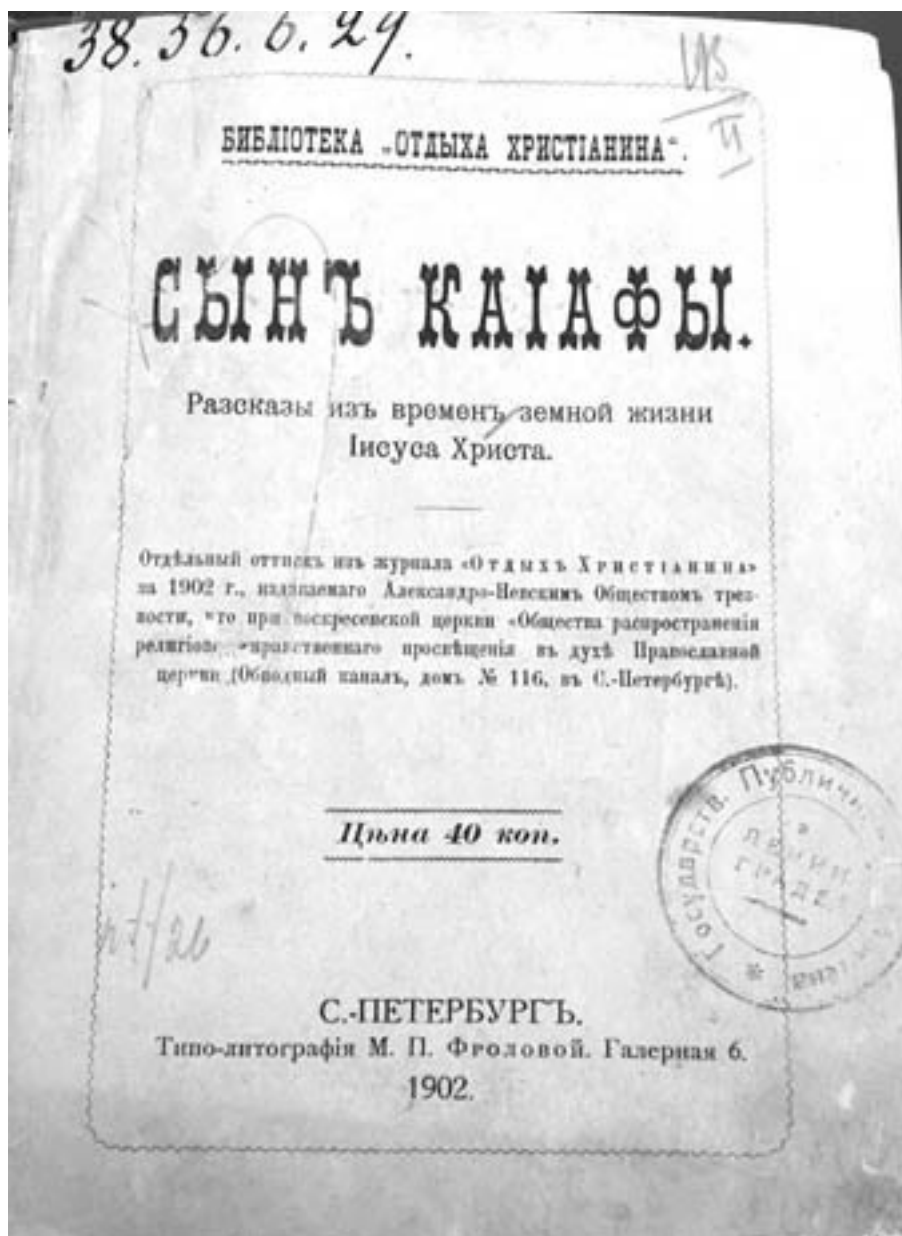 38. 36. 6. 29.
БИБЛІОТЕКА „ОТДЫХА ХРИСТІАНИНА“.
СЫНЪ КАІАФЫ.
Разсказы изъ временъ земной жизни
Іисуса Христа.
Отдѣльный оттискъ изъ журнала «Отдыхъ Христіанина»
за 1902 г., издаваемаго Александро-Невскимъ Обществомъ трез-
вости, что при воскресенской церкви «Общества распространенія
религіозно-нравственнаго просвѣщенія въ духѣ Православной
церкви (Обводный каналъ, домъ № 116, въ С.-Петербургѣ).
Цѣна 40 коп.
Государств. Публичн
С.-ПЕТЕРБУРГЪ.
Типо-литографія М. П. Фроловой. Галерная 6.
1902.